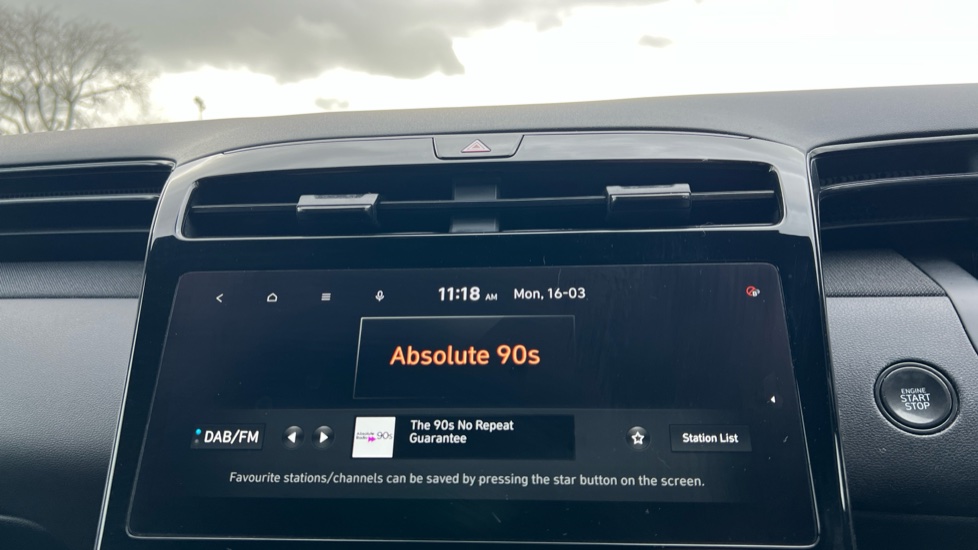 11:18 AM Mon, 16-03
Absolute 90s
DAB/FM
90s
The 90s No Repeat
Guarantee
Station List
Favourite stations/channels can be saved by pressing the star button on the screen.
ENGINE
START
STOP